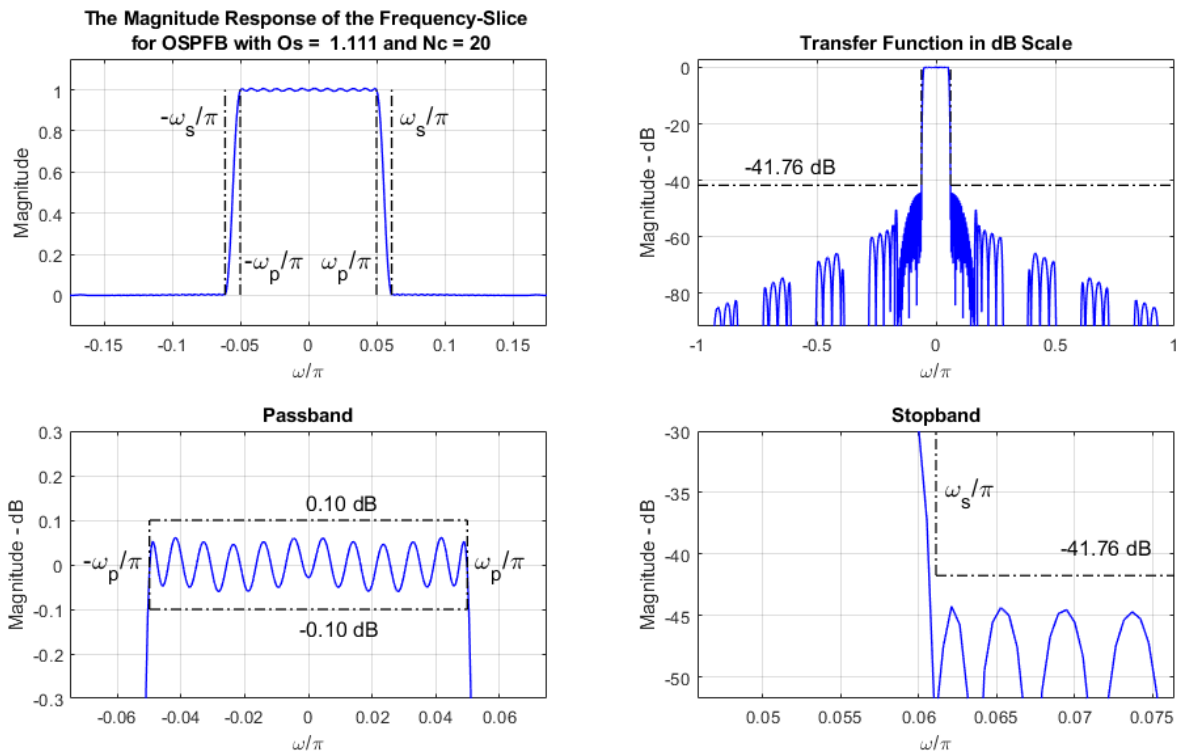 The Magnitude Response of the Frequency-Slice
for OSPFB with Os = 1.111 and Nc = 20
Magnitude
1
0.8
0.6
0.4
0.2
0
-ωs/π
ωs/π
-ωp/π
ωp/π
-0.15
-0.1
-0.05
0
0.05
0.1
0.15
ω/π
Transfer Function in dB Scale
Magnitude - dB
0
-20
-40
-60
-80
-41.76 dB
-1
-0.5
0
0.5
1
ω/π
Passband
Magnitude - dB
0.3
0.2
0.1
0
-0.1
-0.2
-0.3
0.10 dB
-ωp/π
ωp/π
-0.10 dB
-0.06
-0.04
-0.02
0
0.02
0.04
0.06
ω/π
Stopband
Magnitude - dB
-30
-35
-40
-45
-50
ωs/π
-41.76 dB
0.05
0.055
0.06
0.065
0.07
0.075
ω/π